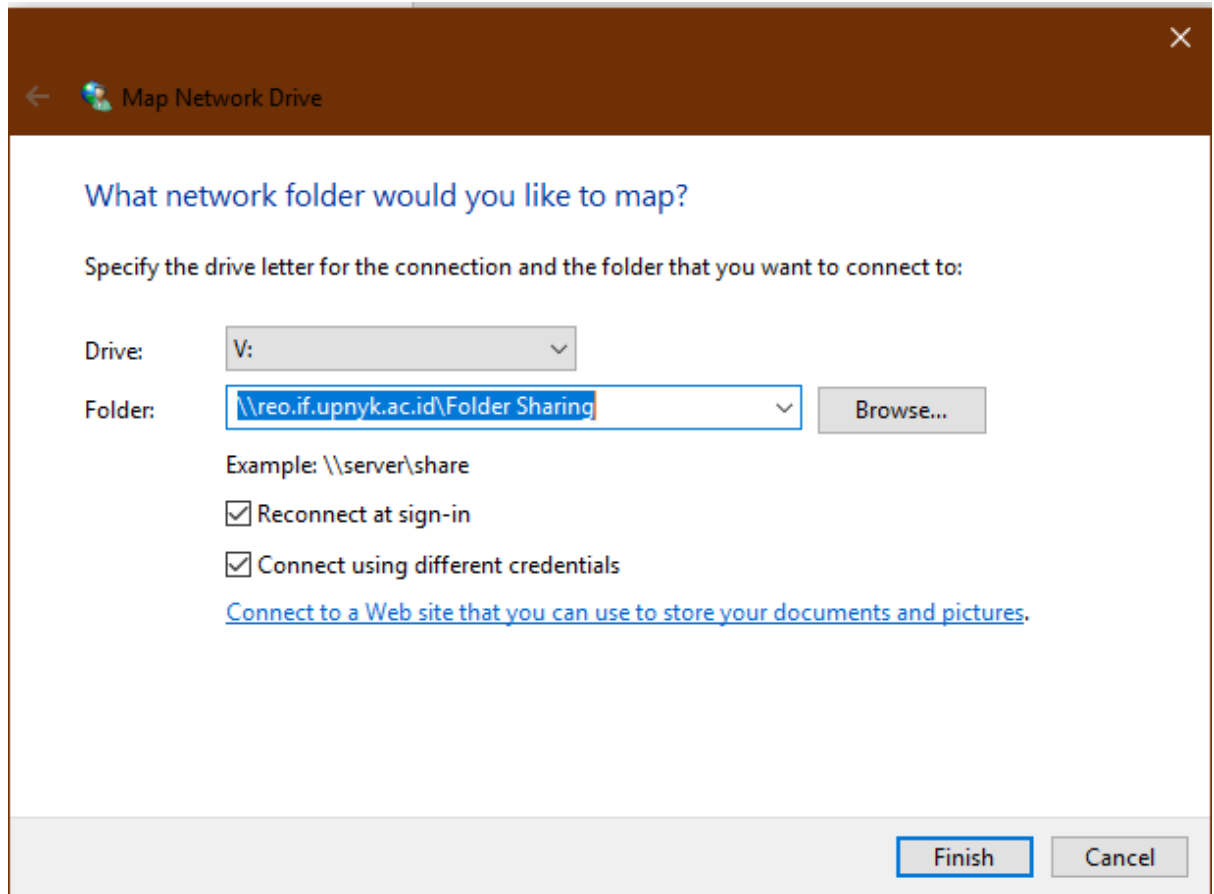 Map Network Drive
What network folder would you like to map?
Specify the drive letter for the connection and the folder that you want to connect to:
Drive: V:
Folder: \\reo.if.upnyk.ac.id\Folder Sharing Browse...
Example: \\server\share
Reconnect at sign-in
Connect using different credentials
Connect to a Web site that you can use to store your documents and pictures.
Finish Cancel